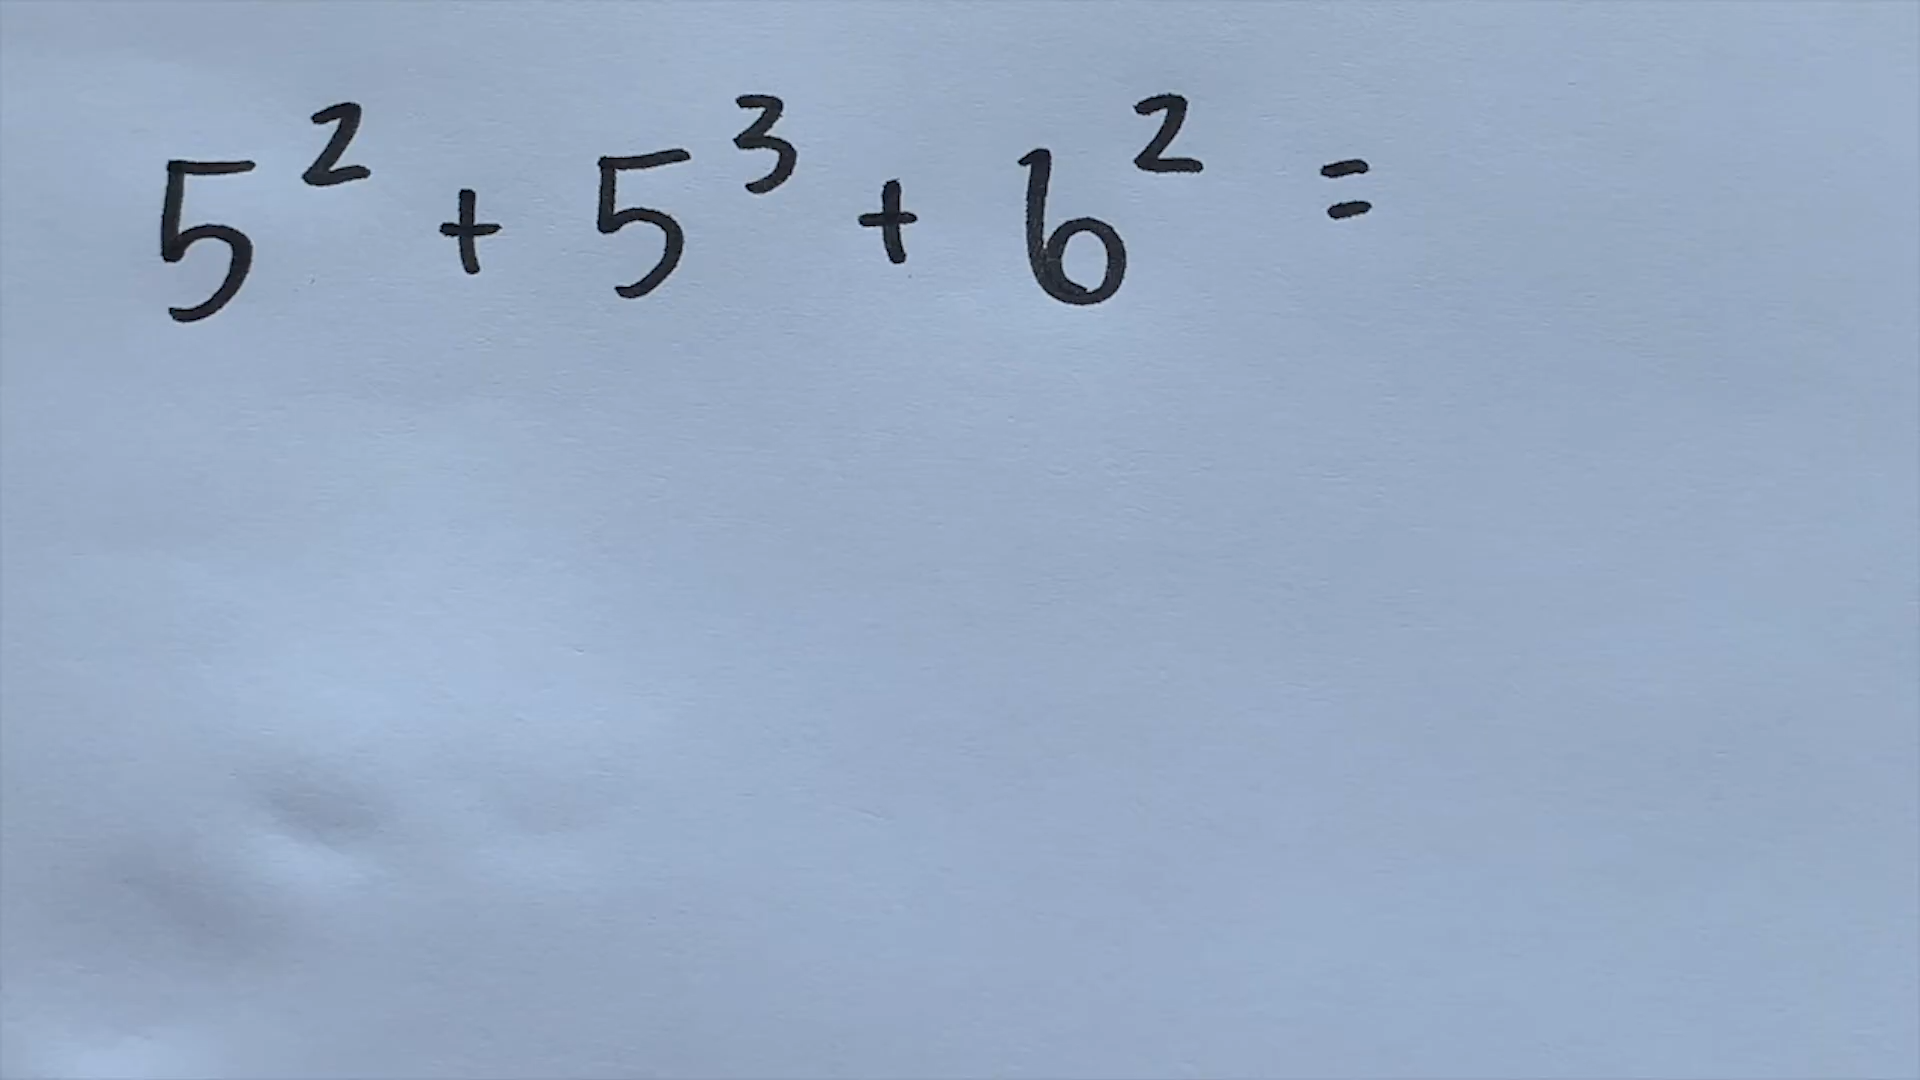 5² + 5³ + 6² =